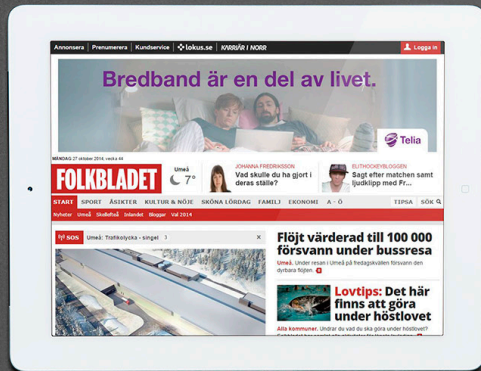 Annonsera Prenumerera Kundservice lokus.se KARRIÄR I NORR Logga in
Bredband är en del av livet.
Telia
MÅNDAG 27 oktober 2014, vecka 44
FOLKBLADET
Umeå
7°
JOHANNA FREDRIKSSON
Vad skulle du ha gjort i
deras ställe?
ELITHOCKEYBLOGGEN
Sagt efter matchen samt
ljudklipp med Fr...
START SPORT ÅSIKTER KULTUR & NÖJE SKÖNA LÖRDAG FAMILJ EKONOMI A - Ö TIPSA SÖK
Nyheter Umeå Skellefteå Inlandet Bloggar Val 2014
SOS Umeå: Trafikolycka - singel
Flöjt värderad till 100 000
försvann under bussresa
Umeå. Under resan i Umeå på fredagskvällen försvann den
dyrbara flöjten.
Lovtips: Det här
finns att göra
under höstlovet
Alla kommuner. Undrar du vad du ska göra under höstlovet?